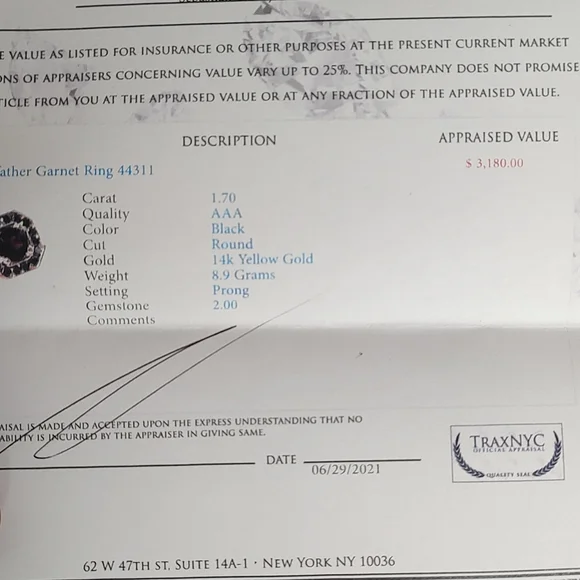 E VALUE AS LISTED FOR INSURANCE OR OTHER PURPOSES AT THE PRESENT CURRENT MARKET
ONS OF APPRAISERS CONCERNING VALUE VARY UP TO 25%. THIS COMPANY DOES NOT PROMISE
TICLE FROM YOU AT THE APPRAISED VALUE OR AT ANY FRACTION OF THE APPRAISED VALUE.
DESCRIPTION APPRAISED VALUE
ather Garnet Ring 44311 $ 3,180.00
Carat 1.70
Quality AAA
Color Black
Cut Round
Gold 14k Yellow Gold
Weight 8.9 Grams
Setting Prong
Gemstone 2.00
Comments
AISAL IS MADE AND ACCEPTED UPON THE EXPRESS UNDERSTANDING THAT NO
ABILITY IS INCURRED BY THE APPRAISER IN GIVING SAME.
DATE 06/29/2021
TRAXNYC
OFFICIAL APPRAISAL
QUALITY SEAL
62 W 47TH ST. SUITE 14A-1 · NEW YORK NY 10036